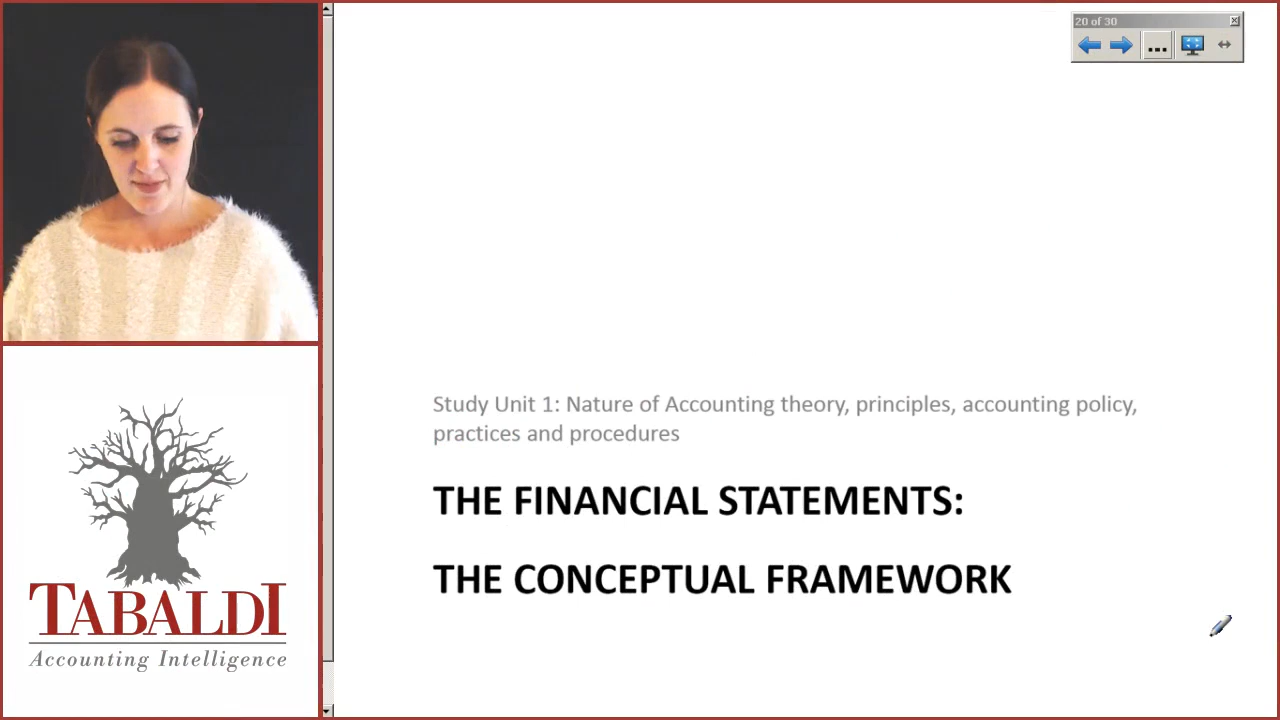 20 of 30
...
Study Unit 1: Nature of Accounting theory, principles, accounting policy,
practices and procedures
THE FINANCIAL STATEMENTS:
THE CONCEPTUAL FRAMEWORK
TABALDI
Accounting Intelligence